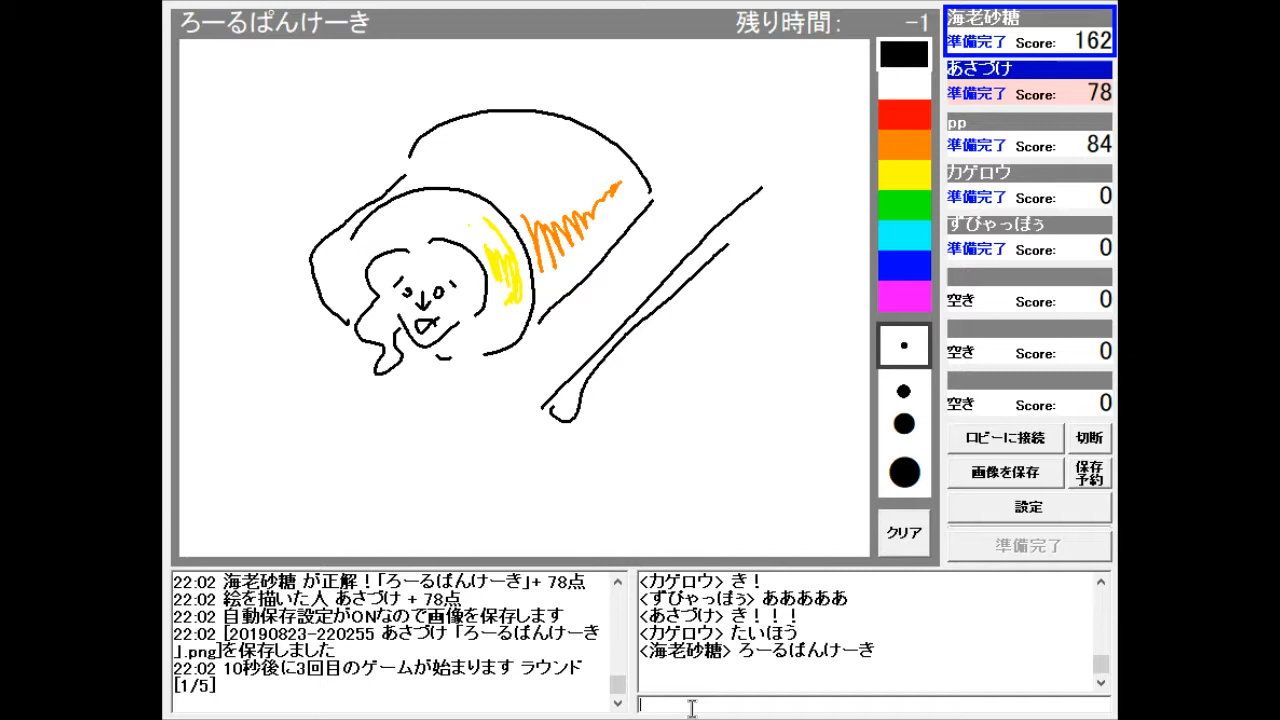 ろーるぱんけーき
残り時間: -1
海老砂糖
準備完了 Score: 162
あさづけ
準備完了 Score: 78
pp
準備完了 Score: 84
カゲロウ
準備完了 Score: 0
ずびゃっぽぅ
準備完了 Score: 0
空き Score: 0
空き Score: 0
空き Score: 0
ロビーに接続 切断
画像を保存 保存予約
設定
準備完了
クリア
22:02 海老砂糖 が正解！「ろーるぱんけーき」+ 78点
22:02 絵を描いた人 あさづけ + 78点
22:02 自動保存設定がONなので画像を保存します
22:02 [20190823-220255 あさづけ 「ろーるぱんけーき
」.png]を保存しました
22:02 10秒後に3回目のゲームが始まります ラウンド
[1/5]
<カゲロウ> き！
<ずびゃっぽぅ> あああああ
<あさづけ> き！！！
<カゲロウ> たいほう
<海老砂糖> ろーるぱんけーき